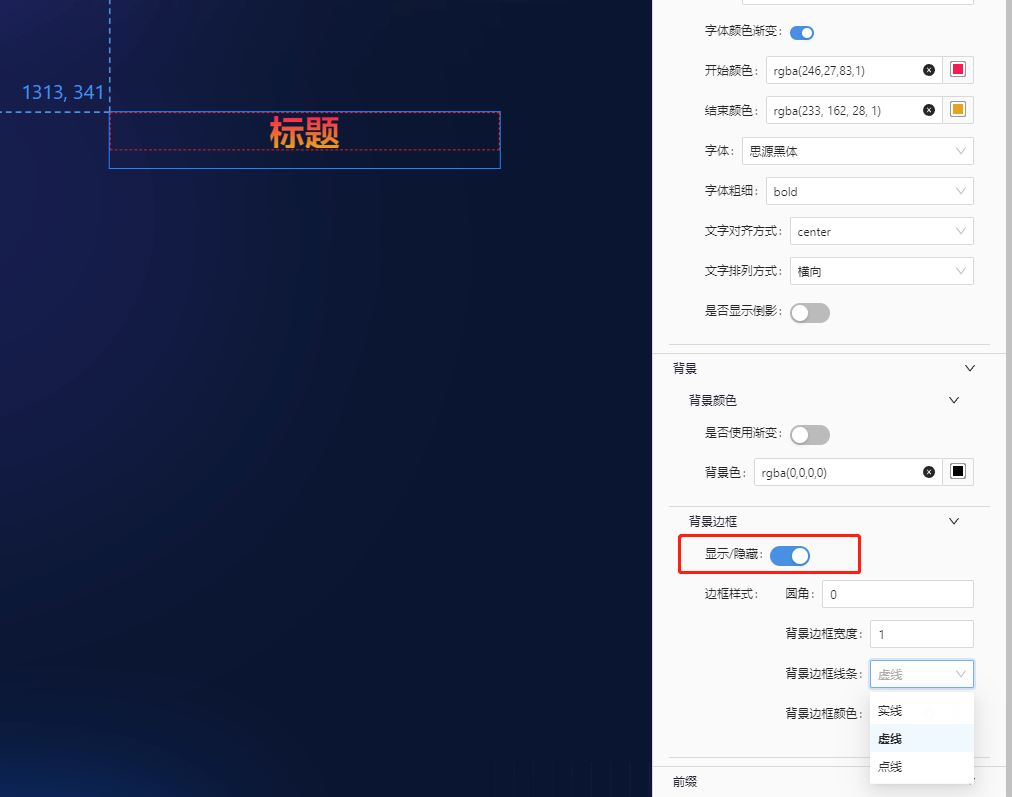 1313, 341
标题
字体颜色渐变：
开始颜色： rgba(246,27,83,1)
结束颜色： rgba(233, 162, 28, 1)
字体： 思源黑体
字体粗细： bold
文字对齐方式： center
文字排列方式： 横向
是否显示倒影：
背景
背景颜色
是否使用渐变：
背景色： rgba(0,0,0,0)
背景边框
显示/隐藏：
边框样式： 圆角： 0
背景边框宽度： 1
背景边框线条： 虚线
背景边框颜色：
实线
虚线
点线
前缀